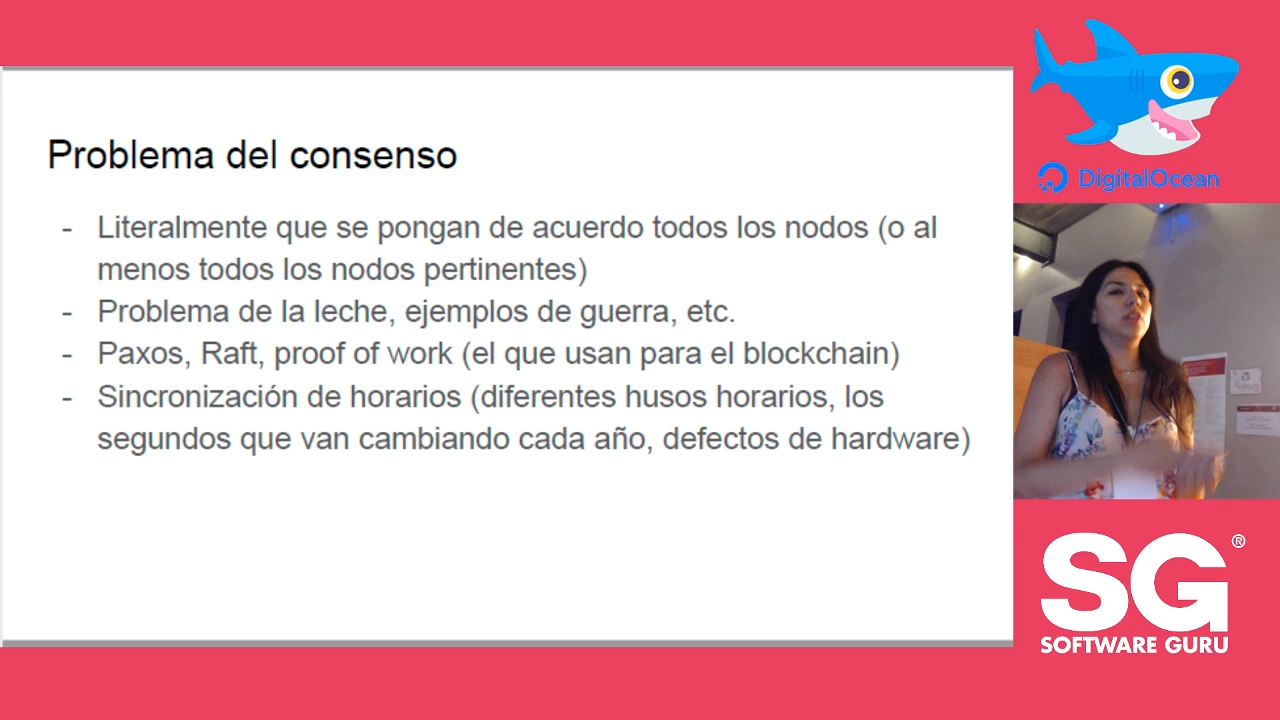 Problema del consenso
- Literalmente que se pongan de acuerdo todos los nodos (o al
menos todos los nodos pertinentes)
- Problema de la leche, ejemplos de guerra, etc.
- Paxos, Raft, proof of work (el que usan para el blockchain)
- Sincronización de horarios (diferentes husos horarios, los
segundos que van cambiando cada año, defectos de hardware)
DigitalOcean
SG®
SOFTWARE GURU